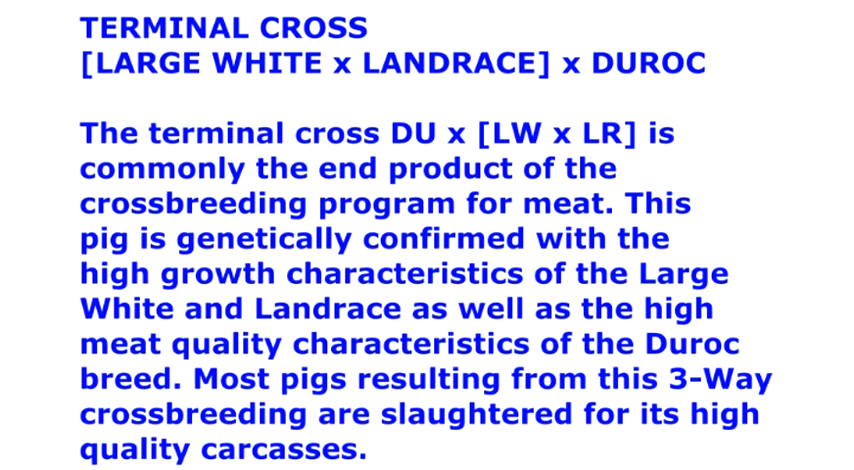 TERMINAL CROSS
[LARGE WHITE x LANDRACE] x DUROC
The terminal cross DU x [LW x LR] is
commonly the end product of the
crossbreeding program for meat. This
pig is genetically confirmed with the
high growth characteristics of the Large
White and Landrace as well as the high
meat quality characteristics of the Duroc
breed. Most pigs resulting from this 3-Way
crossbreeding are slaughtered for its high
quality carcasses.